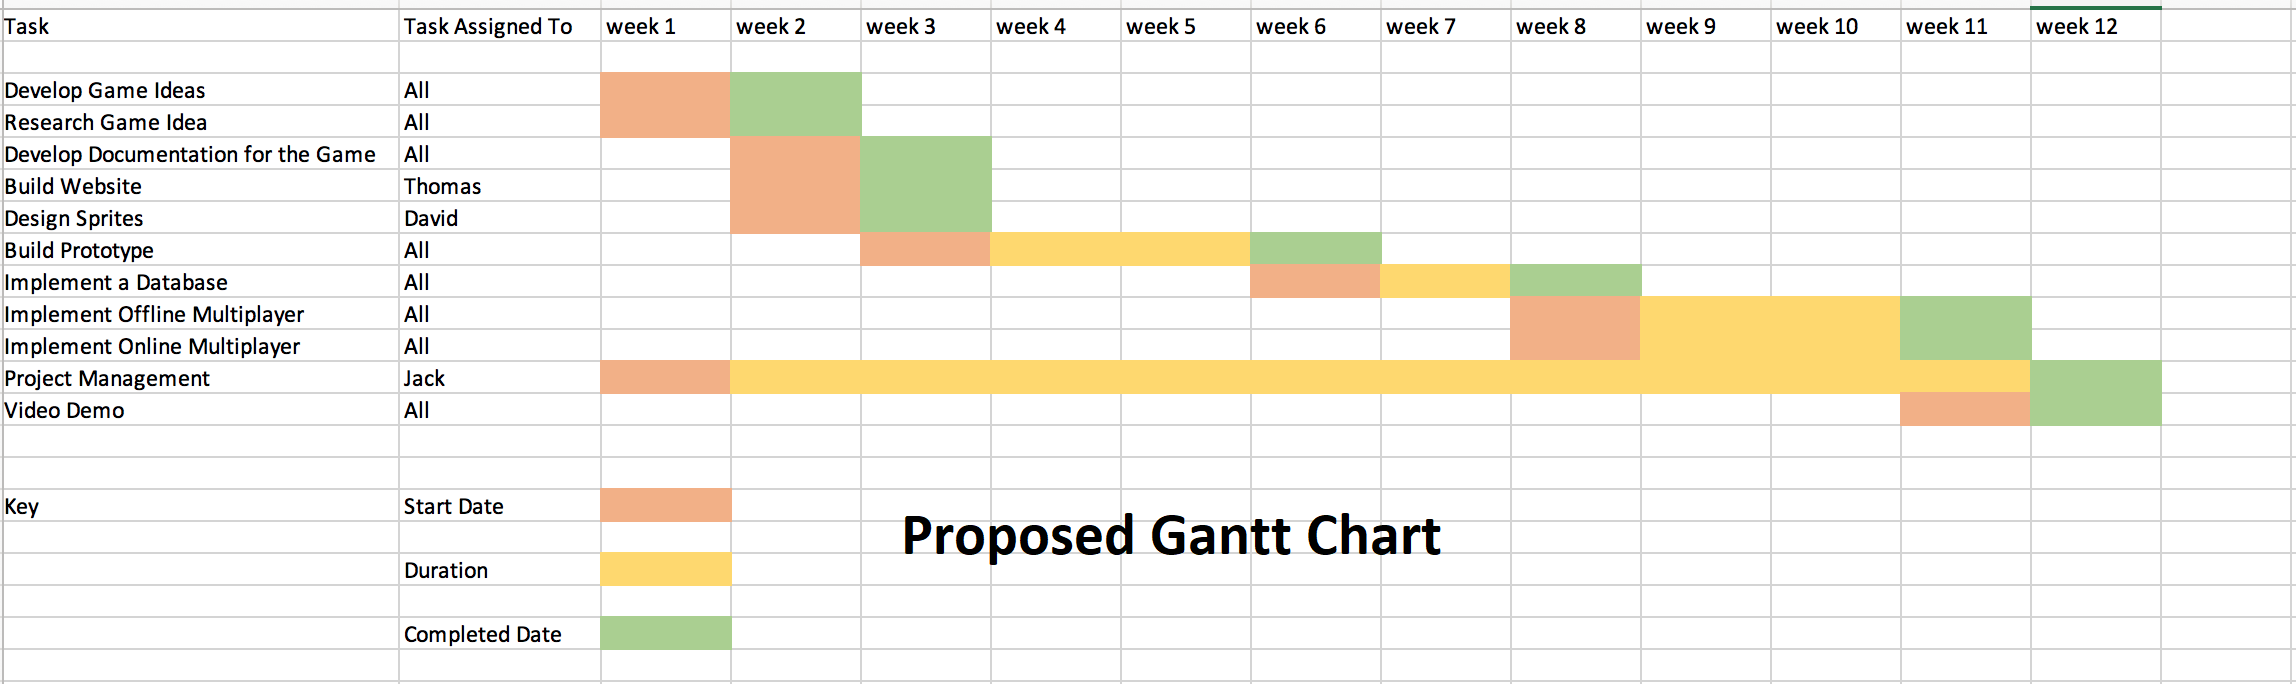 Task Task Assigned To week 1 week 2 week 3 week 4 week 5 week 6 week 7 week 8 week 9 week 10 week 11 week 12
Develop Game Ideas All
Research Game Idea All
Develop Documentation for the Game All
Build Website Thomas
Design Sprites David
Build Prototype All
Implement a Database All
Implement Offline Multiplayer All
Implement Online Multiplayer All
Project Management Jack
Video Demo All
Key Start Date
Proposed Gantt Chart
Duration
Completed Date